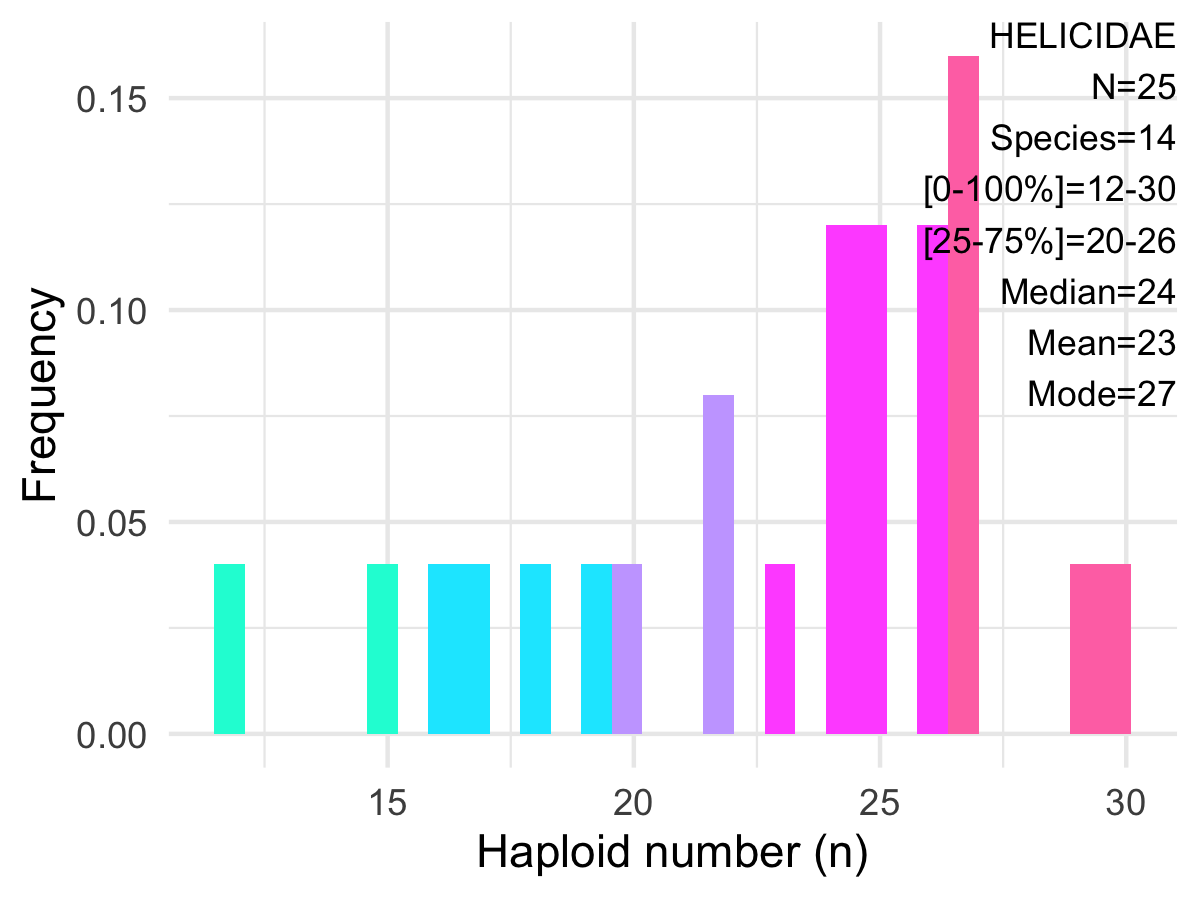 HELICIDAE
N=25
Species=14
[0-100%]=12-30
[25-75%]=20-26
Median=24
Mean=23
Mode=27
Frequency
0.15
0.10
0.05
0.00
15 20 25 30
Haploid number (n)